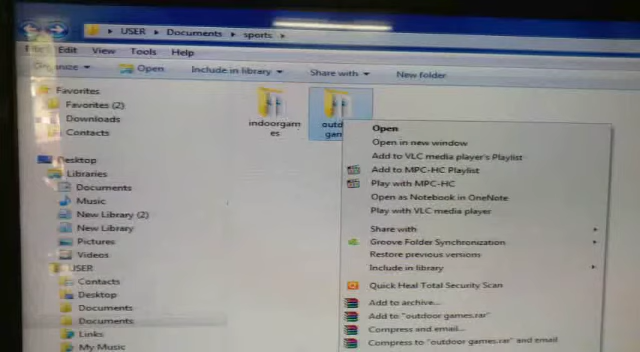 USER ▸ Documents ▸ sports ▸
File Edit View Tools Help
Organize Open Include in library Share with New folder
Favorites
Favorites (2)
Downloads
Contacts
Desktop
Libraries
Documents
Music
New Library (2)
New Library
Pictures
Videos
USER
Contacts
Desktop
Documents
Documents
Links
My Music
indoorgam
es
outd
gam
Open
Open in new window
Add to VLC media player's Playlist
Add to MPC-HC Playlist
Play with MPC-HC
Open as Notebook in OneNote
Play with VLC media player
Share with
Groove Folder Synchronization
Restore previous versions
Include in library
Quick Heal Total Security Scan
Add to archive...
Add to "outdoor games.rar"
Compress and email...
Compress to "outdoor games.rar" and email